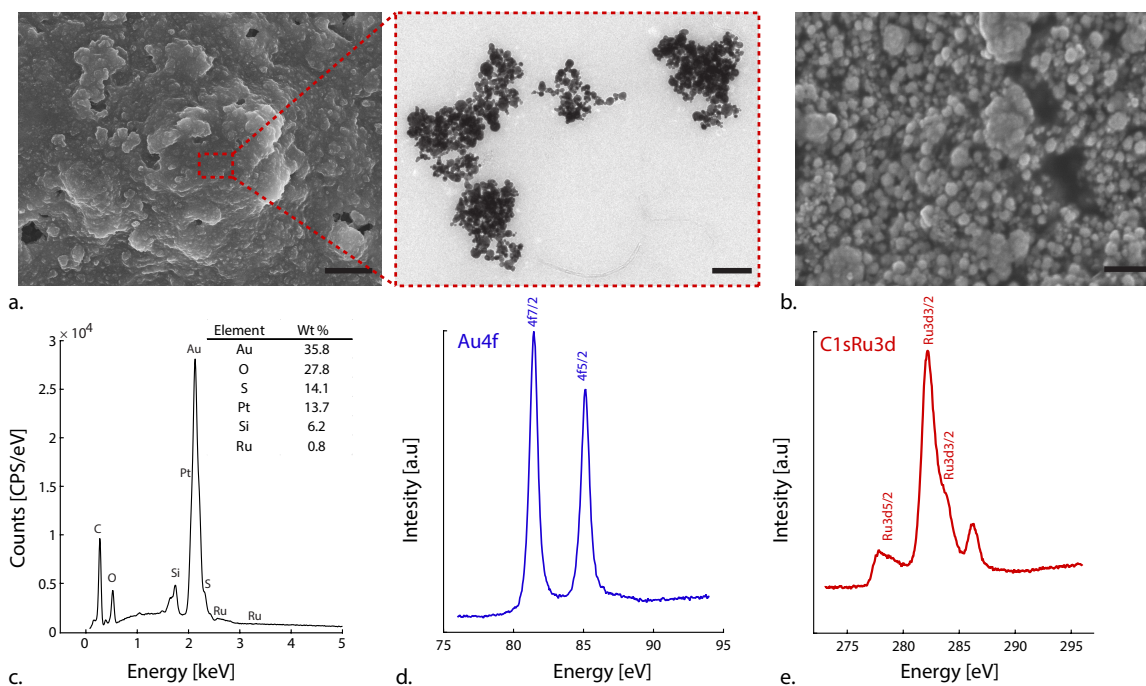 a.
b.
× 10⁴
3
2.5
2
1.5
1
0.5
0
Counts [CPS/eV]
Element Wt %
Au 35.8
O 27.8
S 14.1
Pt 13.7
Si 6.2
Ru 0.8
C
O
Si
Pt
Au
S
Ru
Ru
0 1 2 3 4 5
Energy [keV]
c.
Au4f
4f7/2
4f5/2
Intesity [a.u]
75 80 85 90 95
Energy [eV]
d.
C1sRu3d
Ru3d5/2
Ru3d3/2
Ru3d3/2
Intesity [a.u]
275 280 285 290 295
Energy [eV]
e.